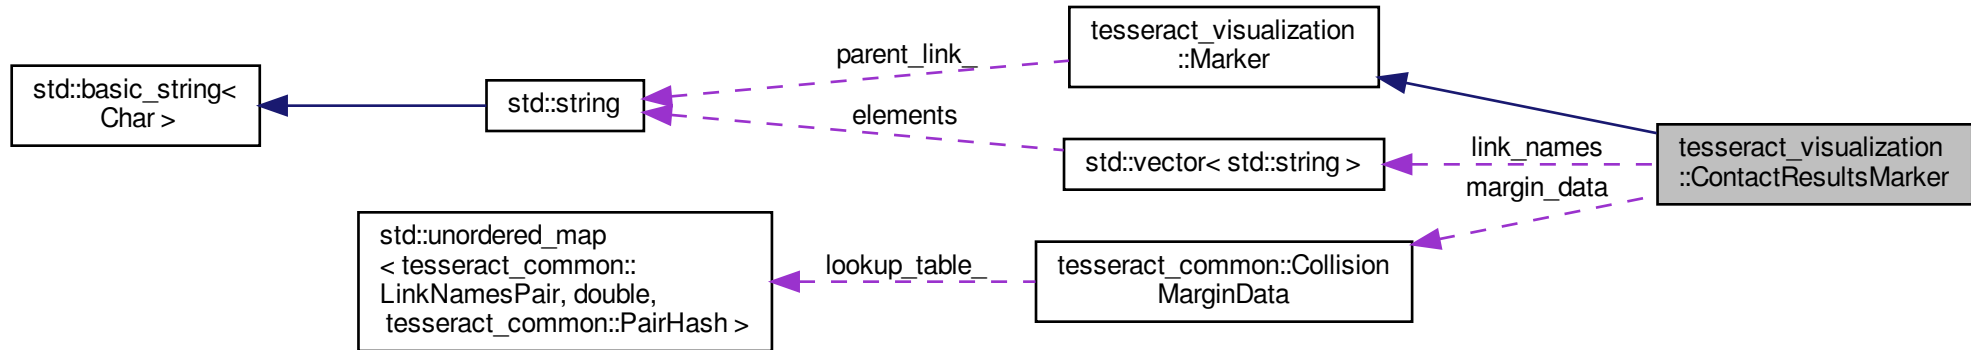 std::basic_string<
Char >
std::string
parent_link_
elements
tesseract_visualization
::Marker
std::vector< std::string >
link_names
margin_data
tesseract_visualization
::ContactResultsMarker
std::unordered_map
< tesseract_common::
LinkNamesPair, double,
tesseract_common::PairHash >
lookup_table_
tesseract_common::Collision
MarginData